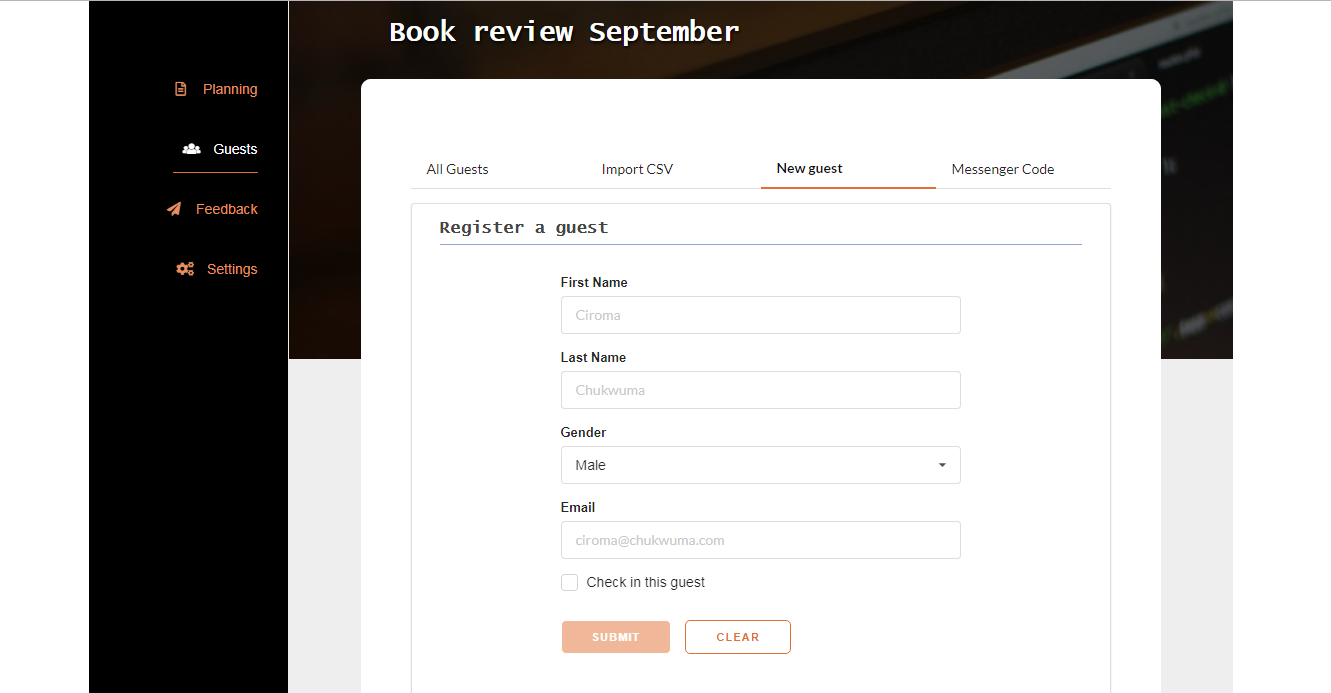 Book review September
Planning
Guests
Feedback
Settings
All Guests
Import CSV
New guest
Messenger Code
Register a guest
First Name
Ciroma
Last Name
Chukwuma
Gender
Male
Email
ciroma@chukwuma.com
Check in this guest
SUBMIT
CLEAR